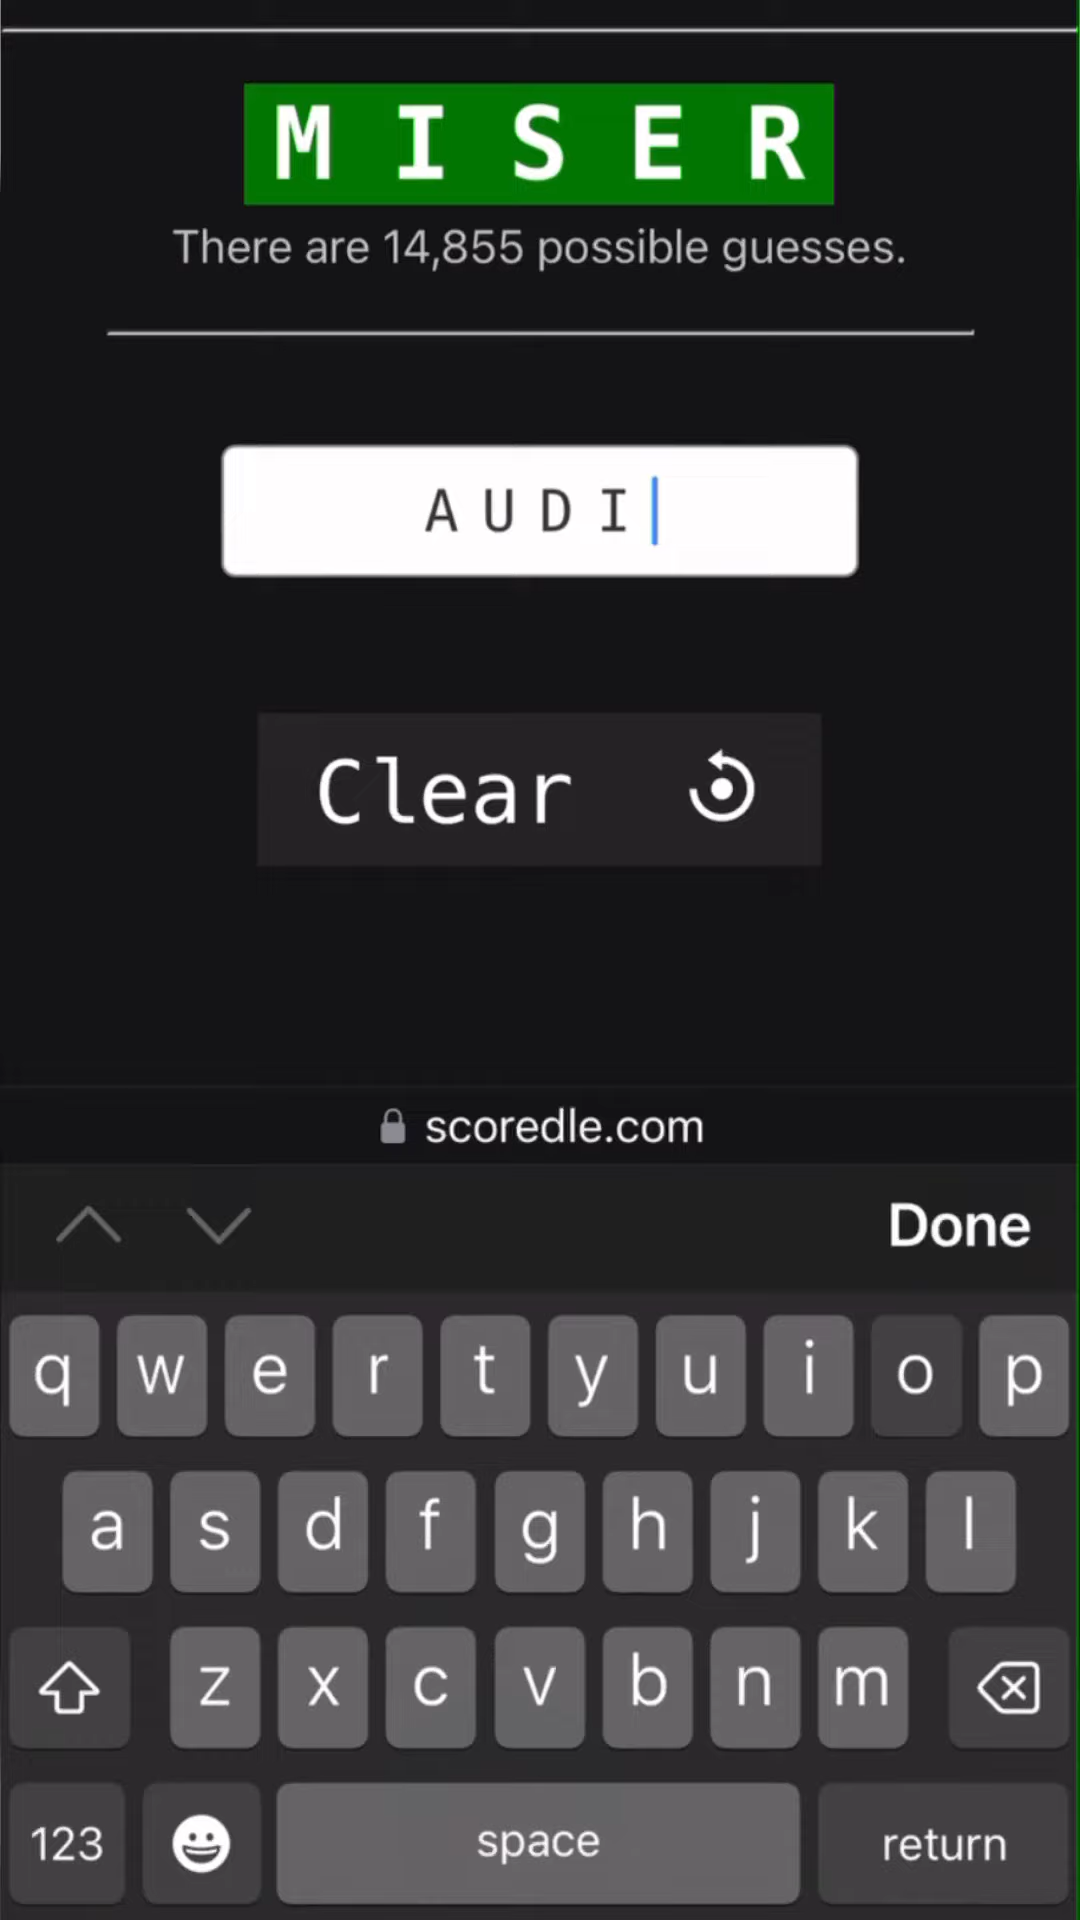 M I S E R
There are 14,855 possible guesses.
A U D I
Clear
scoredle.com
Done
q w e r t y u i o p
a s d f g h j k l
z x c v b n m
123 space return